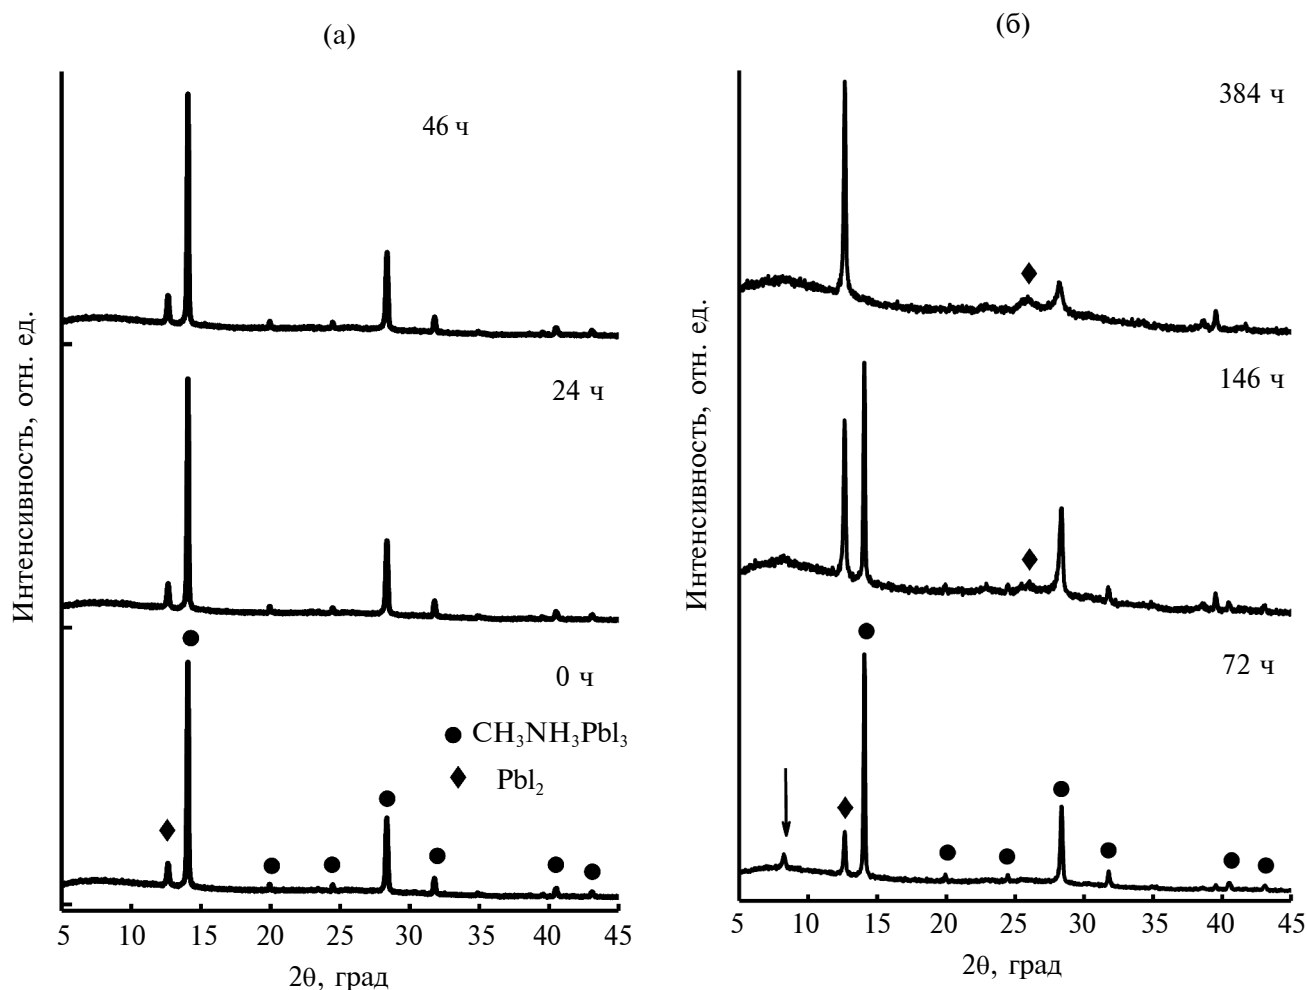 (а)
46 ч
24 ч
0 ч
● CH₃NH₃PbI₃
♦ PbI₂
Интенсивность, отн. ед.
5 10 15 20 25 30 35 40 45
2θ, град
(б)
384 ч
146 ч
72 ч
Интенсивность, отн. ед.
5 10 15 20 25 30 35 40 45
2θ, град